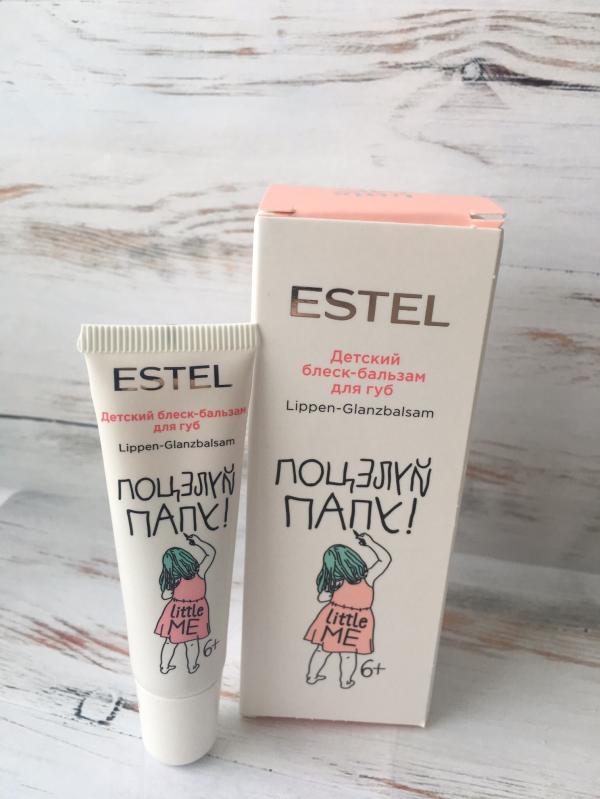 ESTEL
Детский блеск-бальзам
для губ
Lippen-Glanzbalsam
ПОЦЕЛУЙ
ПАПУ!
little
ME
6+
ESTEL
Детский
блеск-бальзам
для губ
Lippen-Glanzbalsam
ПОЦЕЛУЙ
ПАПУ!
little
ME
6+